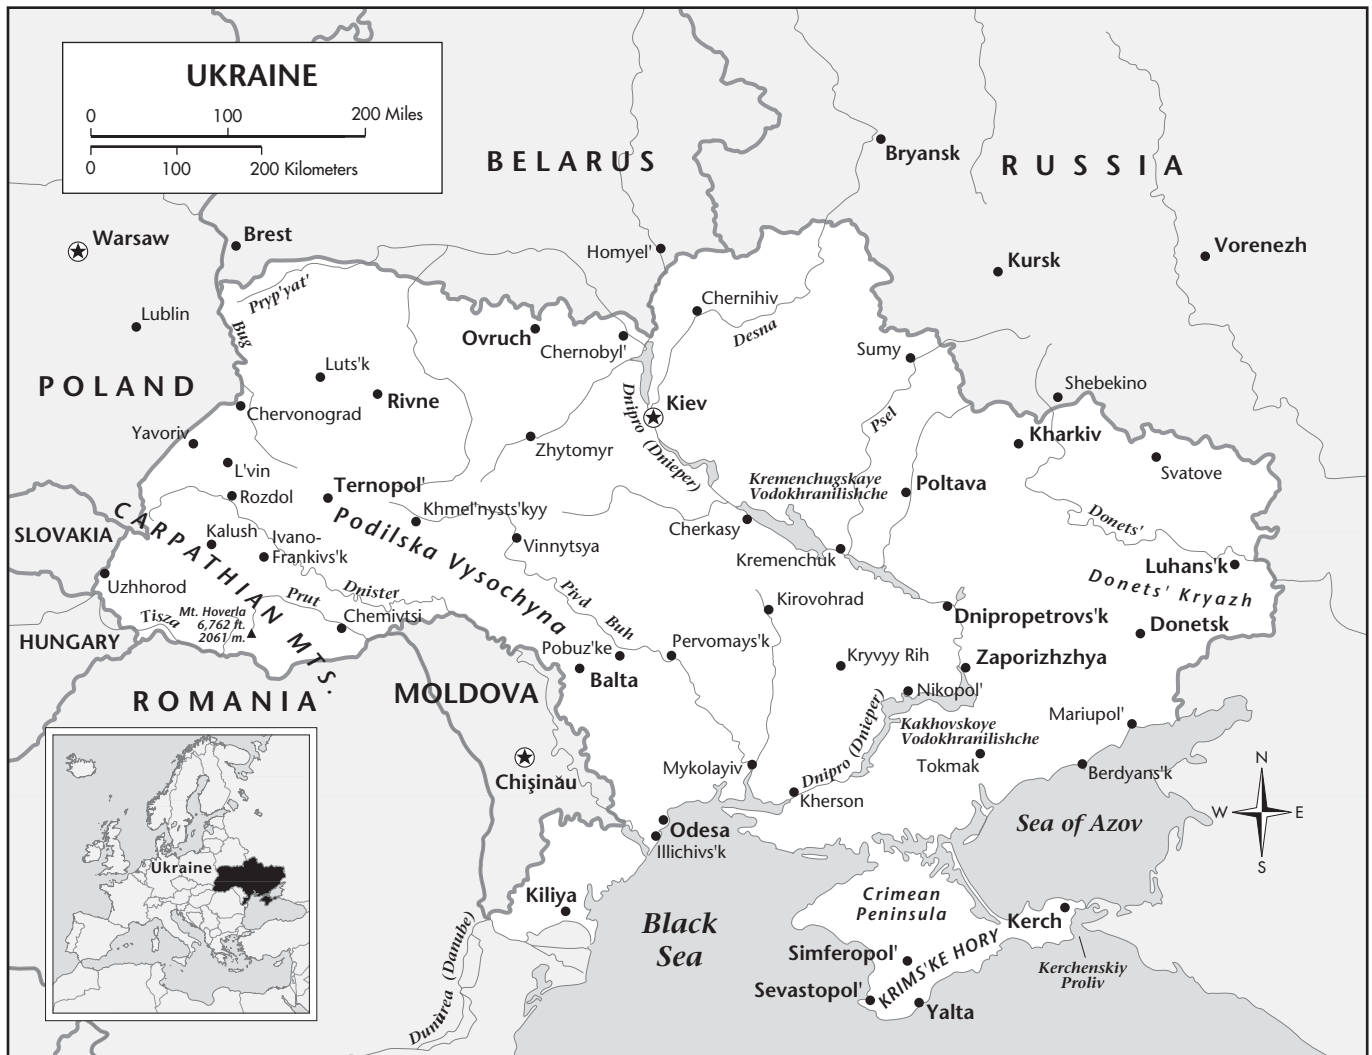 UKRAINE
0 100 200 Miles
0 100 200 Kilometers
BELARUS
RUSSIA
Bryansk
Warsaw
Brest
Homyel'
Kursk
Vorenezh
Pryp'yat'
Lublin
Bug
Chernihiv
Desna
Ovruch
Chernobyl'
Sumy
POLAND
Luts'k
Rivne
Shebekino
Chervonograd
Kiev
Dnipro (Dnieper)
Psel
Yavoriv
Zhytomyr
Kharkiv
Svatove
L'vin
Rozdol
Ternopol'
Kremenchugskaye
Vodokhranilishche
Poltava
CARPATHIAN MTS.
SLOVAKIA
Kalush
Ivano-
Frankivs'k
Khmel'nysts'kyy
Podilska Vysochyna
Vinnytsya
Cherkasy
Kremenchuk
Donets'
Luhans'k
Donets' Kryazh
Uzhhorod
Tisza
Mt. Hoverla
6,762 ft.
2061 m.
Prut
Dnister
Chemivtsi
Pivd Buh
Kirovohrad
Dnipropetrovs'k
Donetsk
HUNGARY
Pobuz'ke
Pervomays'k
Balta
Kryvyy Rih
Zaporizhzhya
Nikopol'
ROMANIA
MOLDOVA
Dnipro (Dnieper)
Kakhovskoye
Vodokhranilishche
Mariupol'
Chişinău
Mykolayiv
Tokmak
Berdyans'k
Kherson
N
W E
S
Odesa
Illichivs'k
Sea of Azov
Ukraine
Kiliya
Crimean
Peninsula
Kerch
Black
Sea
Dunărea (Danube)
Simferopol'
KRIMS'KE HORY
Kerchenskiy
Proliv
Sevastopol'
Yalta